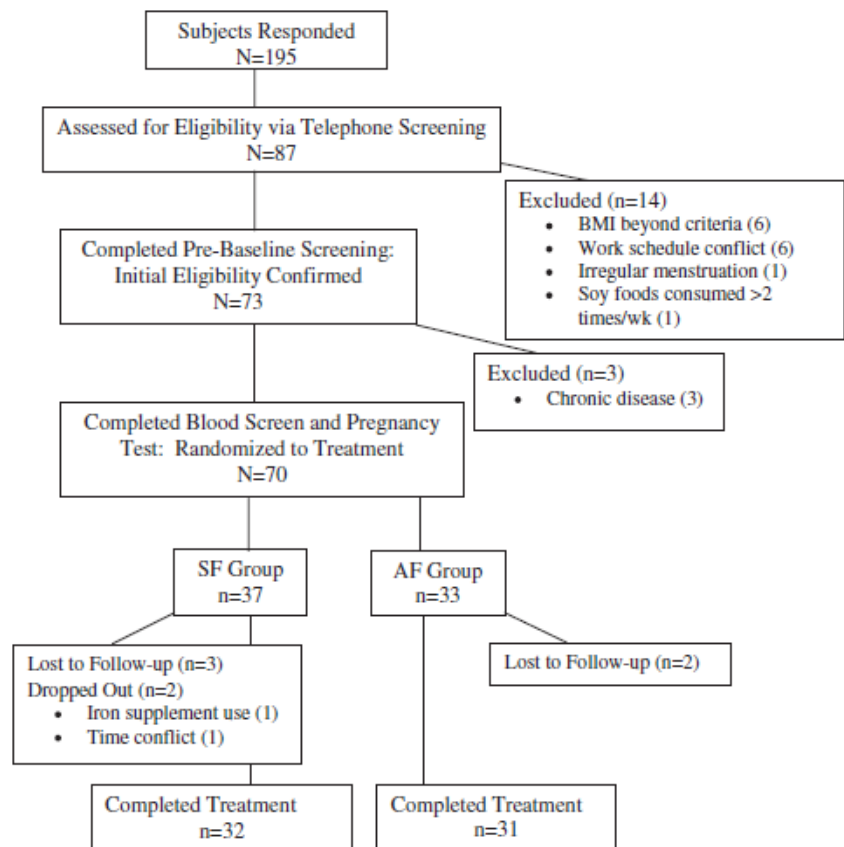 Subjects Responded
N=195
Assessed for Eligibility via Telephone Screening
N=87
Excluded (n=14)
• BMI beyond criteria (6)
• Work schedule conflict (6)
• Irregular menstruation (1)
• Soy foods consumed >2
times/wk (1)
Completed Pre-Baseline Screening:
Initial Eligibility Confirmed
N=73
Excluded (n=3)
• Chronic disease (3)
Completed Blood Screen and Pregnancy
Test: Randomized to Treatment
N=70
SF Group
n=37
AF Group
n=33
Lost to Follow-up (n=3)
Dropped Out (n=2)
• Iron supplement use (1)
• Time conflict (1)
Lost to Follow-up (n=2)
Completed Treatment
n=32
Completed Treatment
n=31